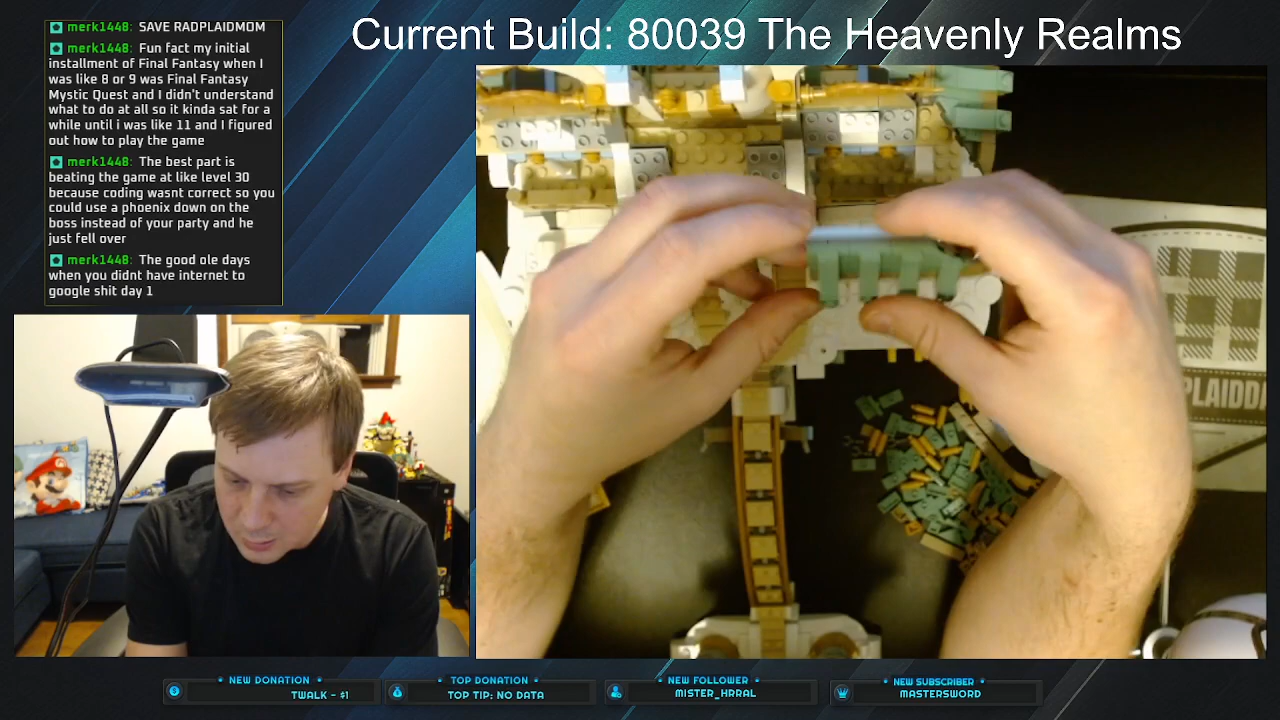 merk1448: SAVE RADPLAIDMOM
merk1448: Fun fact my initial
installment of Final Fantasy when I
was like 8 or 9 was Final Fantasy
Mystic Quest and I didn't understand
what to do at all so it kinda sat for a
while until i was like 11 and I figured
out how to play the game
merk1448: The best part is
beating the game at like level 30
because coding wasnt correct so you
could use a phoenix down on the
boss instead of your party and he
just fell over
merk1448: The good ole days
when you didnt have internet to
google shit day 1
Current Build: 80039 The Heavenly Realms
NEW DONATION
TWALK - $1
TOP DONATION
TOP TIP: NO DATA
NEW FOLLOWER
MISTER_HRRAL
NEW SUBSCRIBER
MASTERSWORD